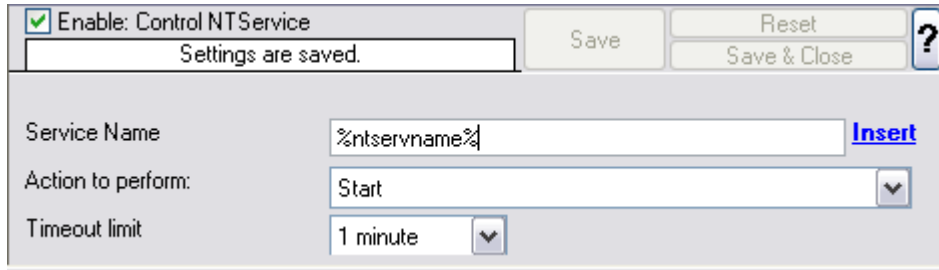 Enable: Control NTService
Settings are saved.
Save
Reset
Save & Close
?
Service Name
%ntservname%
Insert
Action to perform:
Start
Timeout limit
1 minute